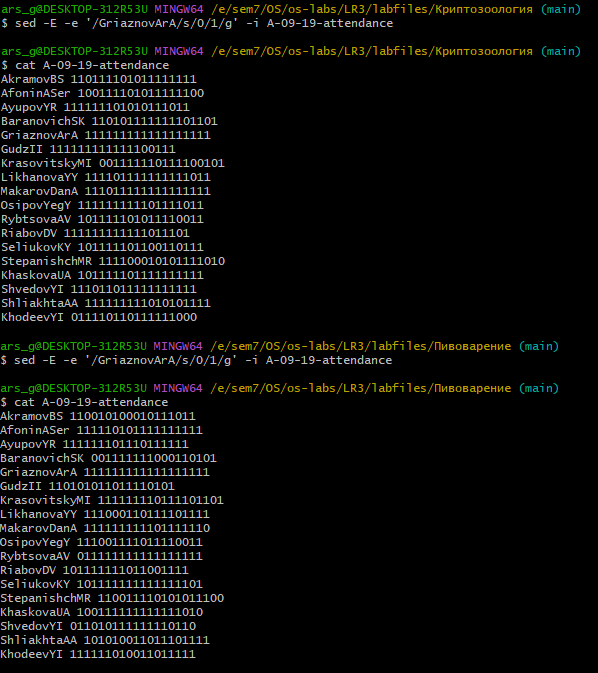 ars_g@DESKTOP-312R53U MINGW64 /e/sem7/OS/os-labs/LR3/labfiles/Криптозоология (main)
$ sed -E -e '/GriaznovArA/s/0/1/g' -i A-09-19-attendance
ars_g@DESKTOP-312R53U MINGW64 /e/sem7/OS/os-labs/LR3/labfiles/Криптозоология (main)
$ cat A-09-19-attendance
AkramovBS 110111101011111111
AfoninASer 100111101011111100
AyupovYR 111111101010111011
BaranovichSK 110101111111101101
GriaznovArA 111111111111111111
GudzII 111111111111100111
KrasovitskyMI 001111110111100101
LikhanovaYY 111101111111111011
MakarovDanA 111101111111111111
OsipovYegY 111111111101111011
RybtsovaAV 101111101011110011
RiabovDV 111111111111011101
SeliukovKY 101111101100110111
StepanishchMR 111100010101111010
KhaskovaUA 101111101111111111
ShvedovYI 111011011111111111
ShliakhtaAA 111111111010101111
KhodeevYI 011110110111111000
ars_g@DESKTOP-312R53U MINGW64 /e/sem7/OS/os-labs/LR3/labfiles/Пивоварение (main)
$ sed -E -e '/GriaznovArA/s/0/1/g' -i A-09-19-attendance
ars_g@DESKTOP-312R53U MINGW64 /e/sem7/OS/os-labs/LR3/labfiles/Пивоварение (main)
$ cat A-09-19-attendance
AkramovBS 110010100010111011
AfoninASer 111110101111111111
AyupovYR 111111110110111111
BaranovichSK 001111111000110101
GriaznovArA 111111111111111111
GudzII 110101011011110101
KrasovitskyMI 111111110111101101
LikhanovaYY 111000110111101111
MakarovDanA 111111101111111110
OsipovYegY 111001111011110011
RybtsovaAV 011111111111111111
RiabovDV 101111111011001111
SeliukovKY 101111111111111101
StepanishchMR 110011110101011100
KhaskovaUA 100111111111111010
ShvedovYI 011010111111110110
ShliakhtaAA 101010011011101111
KhodeevYI 111111010011011111